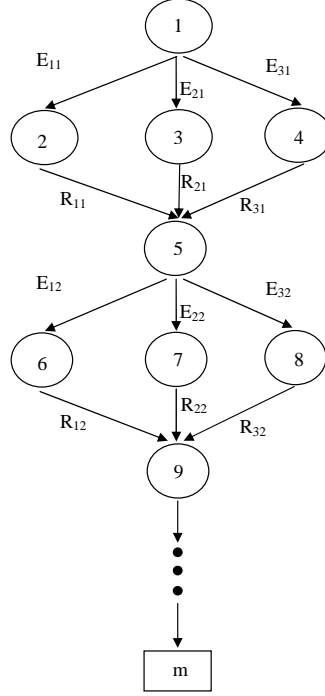 1
E₁₁
E₂₁
E₃₁
2
3
4
R₁₁
R₂₁
R₃₁
5
E₁₂
E₂₂
E₃₂
6
7
8
R₁₂
R₂₂
R₃₂
9
m